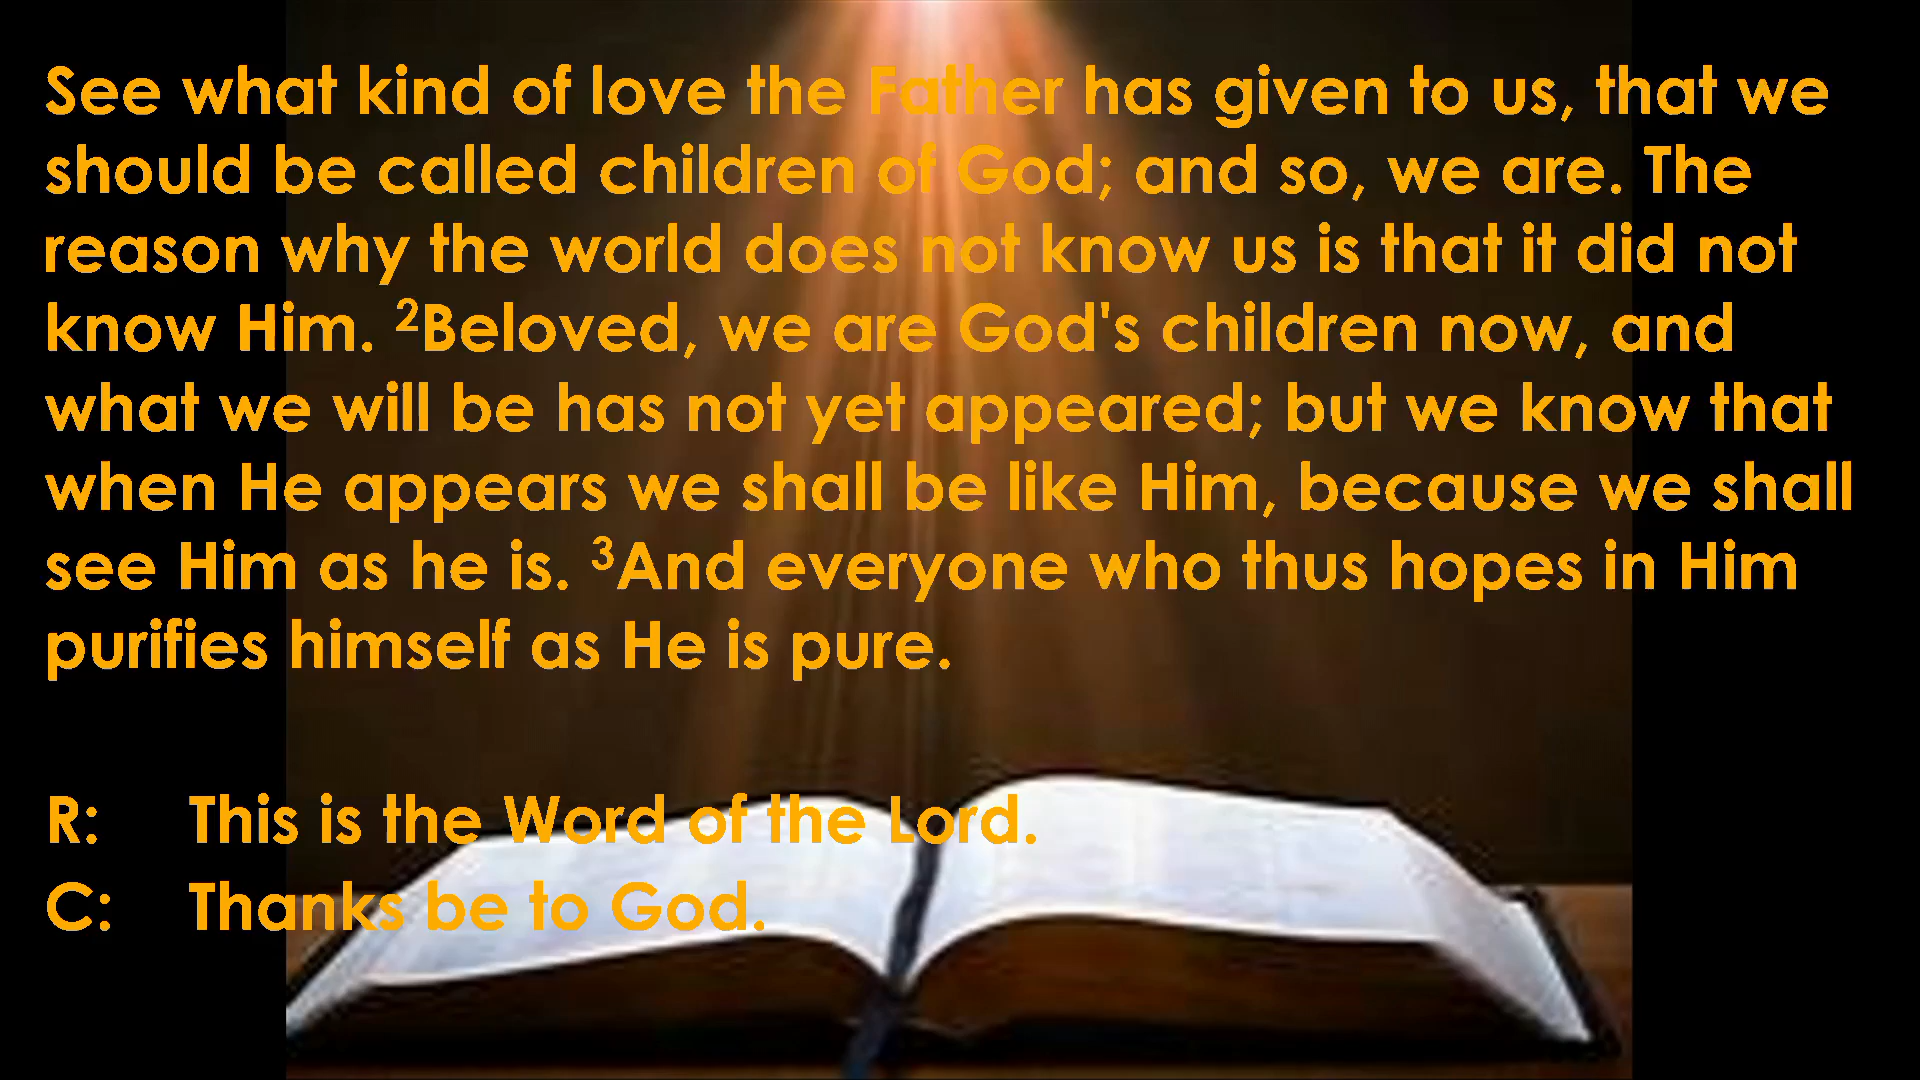 See what kind of love the Father has given to us, that we
should be called children of God; and so, we are. The
reason why the world does not know us is that it did not
know Him. ²Beloved, we are God's children now, and
what we will be has not yet appeared; but we know that
when He appears we shall be like Him, because we shall
see Him as he is. ³And everyone who thus hopes in Him
purifies himself as He is pure.
R: This is the Word of the Lord.
C: Thanks be to God.